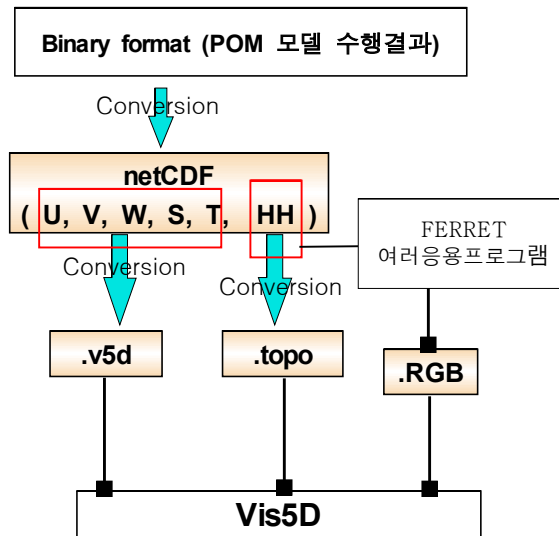 Binary format (POM 모델 수행결과)
Conversion
netCDF
( U, V, W, S, T, HH )
FERRET
여러응용프로그램
Conversion
Conversion
.v5d
.topo
.RGB
Vis5D